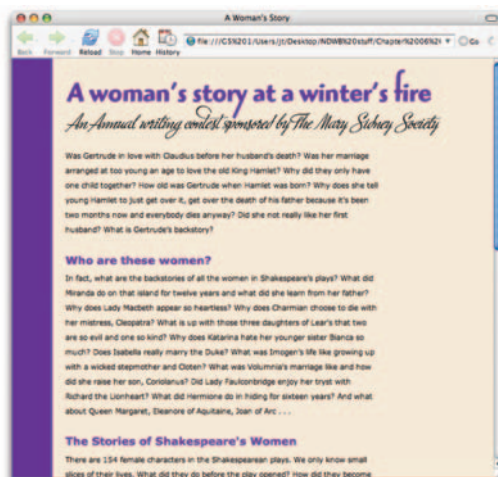 A Woman's Story
Back Forward Reload Stop Home History
file:///CS%201/Users/jt/Desktop/NDWB%20stuff/Chapter%2006%2 Go
A woman's story at a winter's fire
An Annual writing contest sponsored by The Mary Sidney Society
Was Gertrude in love with Claudius before her husband's death? Was her marriage
arranged at too young an age to love the old King Hamlet? Why did they only have
one child together? How old was Gertrude when Hamlet was born? Why does she tell
young Hamlet to just get over it, get over the death of his father because it's been
two months now and everybody dies anyway? Did she not really like her first
husband? What is Gertrude's backstory?
Who are these women?
In fact, what are the backstories of all the women in Shakespeare's plays? What did
Miranda do on that island for twelve years and what did she learn from her father?
Why does Lady Macbeth appear so heartless? Why does Charmian choose to die with
her mistress, Cleopatra? What is up with those three daughters of Lear's that two
are so evil and one so kind? Why does Katarina hate her younger sister Bianca so
much? Does Isabella really marry the Duke? What was Imogen's life like growing up
with a wicked stepmother and Cloten? What was Volumnia's marriage like and how
did she raise her son, Coriolanus? Did Lady Faulconbridge enjoy her tryst with
Richard the Lionheart? What did Hermione do in hiding for sixteen years? And what
about Queen Margaret, Eleanore of Aquitaine, Joan of Arc . . .
The Stories of Shakespeare's Women
There are 154 female characters in the Shakespearean plays. We only know small
slices of their lives. What did they do before the play opened? How did they become